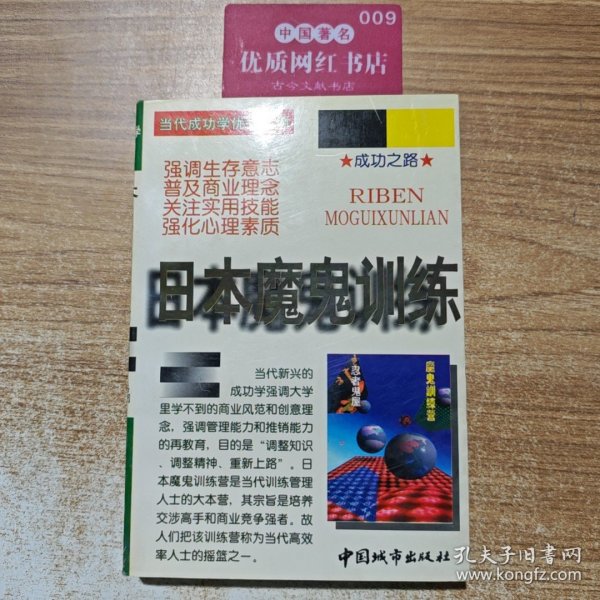 009
中国著名
优质网红书店
古今文献书店
当代成功学
★成功之路★
强调生存意志
普及商业理念
关注实用技能
强化心理素质
RIBEN
MOGUIXUNLIAN
日本魔鬼训练
当代新兴的
成功学强调大学
里学不到的商业风范和创意理
念，强调管理能力和推销能力
的再教育，目的是“调整知识
、调整精神、重新上路”。日
本魔鬼训练营是当代训练管理
人士的大本营，其宗旨是培养
交涉高手和商业竞争强者。故
人们把该训练营称为当代高效
率人士的摇篮之一。
忍者鬼屋
魔鬼訓練營
中国城市出版社
孔夫子旧书网
www.kongfz.com